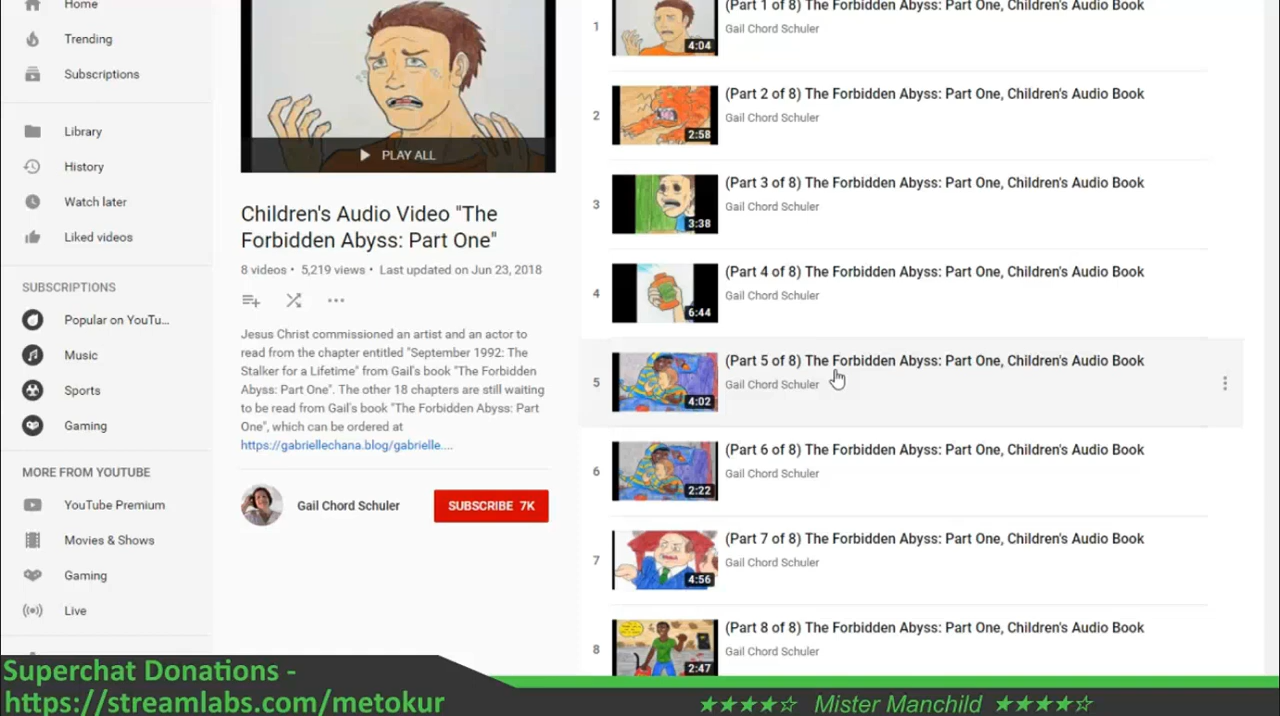 Home
Trending
Subscriptions
Library
History
Watch later
Liked videos
SUBSCRIPTIONS
Popular on YouTu...
Music
Sports
Gaming
MORE FROM YOUTUBE
YouTube Premium
Movies & Shows
Gaming
Live
PLAY ALL
Children's Audio Video "The
Forbidden Abyss: Part One"
8 videos • 5,219 views • Last updated on Jun 23, 2018
Jesus Christ commissioned an artist and an actor to
read from the chapter entitled "September 1992: The
Stalker for a Lifetime" from Gail's book "The Forbidden
Abyss: Part One". The other 18 chapters are still waiting
to be read from Gail's book "The Forbidden Abyss: Part
One", which can be ordered at
https://gabriellechana.blog/gabrielle....
Gail Chord Schuler
SUBSCRIBE 7K
1
4:04
(Part 1 of 8) The Forbidden Abyss: Part One, Children's Audio Book
Gail Chord Schuler
2
2:58
(Part 2 of 8) The Forbidden Abyss: Part One, Children's Audio Book
Gail Chord Schuler
3
3:38
(Part 3 of 8) The Forbidden Abyss: Part One, Children's Audio Book
Gail Chord Schuler
4
6:44
(Part 4 of 8) The Forbidden Abyss: Part One, Children's Audio Book
Gail Chord Schuler
5
4:02
(Part 5 of 8) The Forbidden Abyss: Part One, Children's Audio Book
Gail Chord Schuler
6
2:22
(Part 6 of 8) The Forbidden Abyss: Part One, Children's Audio Book
Gail Chord Schuler
7
4:56
(Part 7 of 8) The Forbidden Abyss: Part One, Children's Audio Book
Gail Chord Schuler
8
2:47
(Part 8 of 8) The Forbidden Abyss: Part One, Children's Audio Book
Gail Chord Schuler
Superchat Donations -
https://streamlabs.com/metokur
★★★★☆ Mister Manchild ★★★★☆